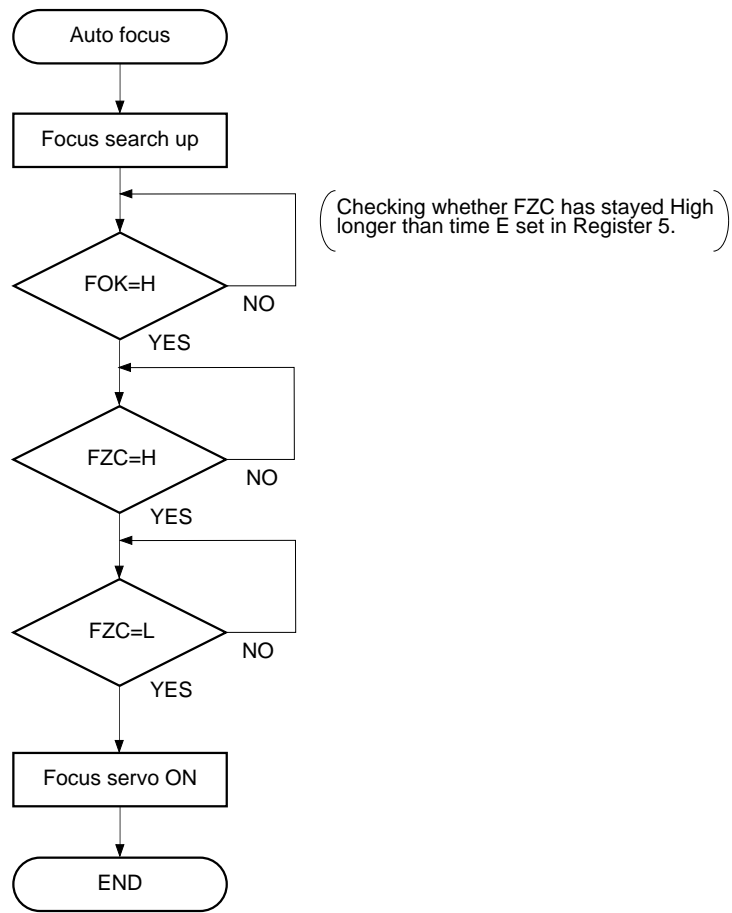 Auto focus
Focus search up
Checking whether FZC has stayed High
longer than time E set in Register 5.
FOK=H
NO
YES
FZC=H
NO
YES
FZC=L
NO
YES
Focus servo ON
END